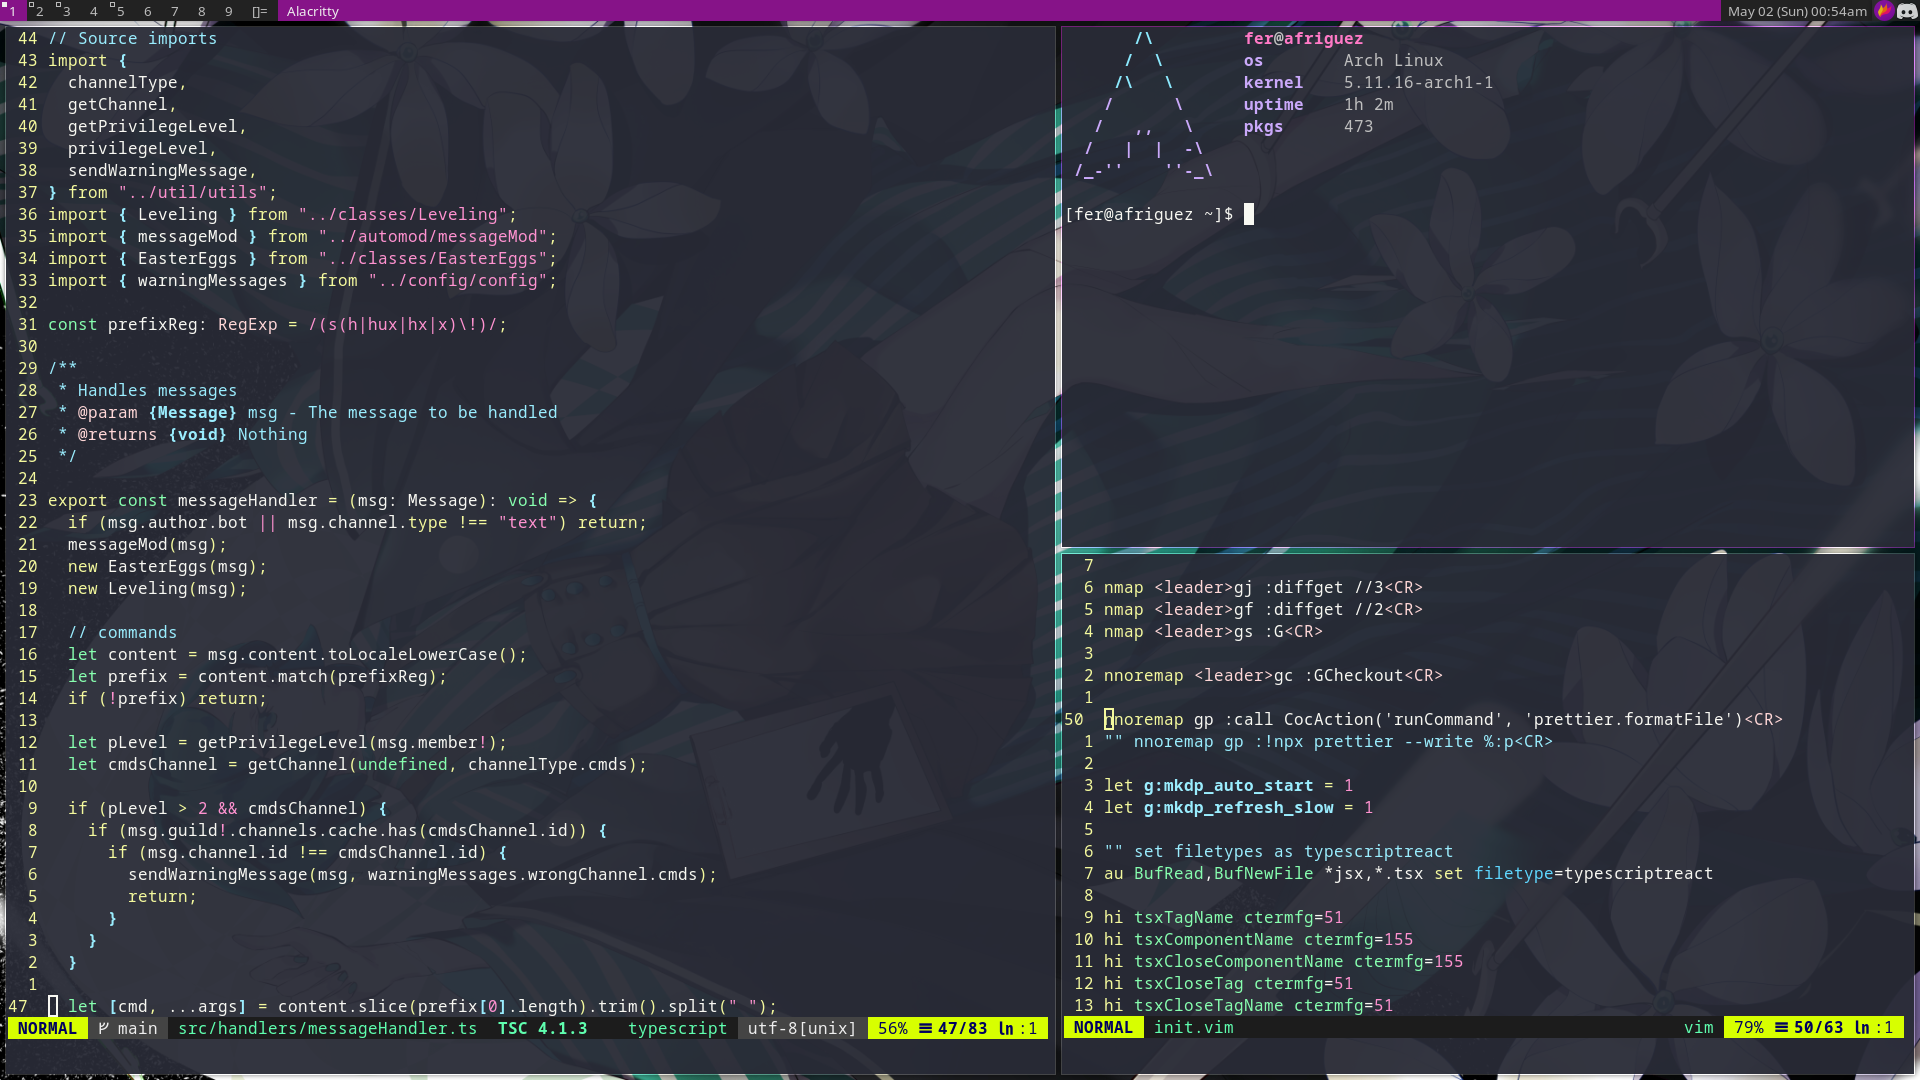 1 2 3 4 5 6 7 8 9 []= Alacritty May 02 (Sun) 00:54am
44 // Source imports
43 import {
42   channelType,
41   getChannel,
40   getPrivilegeLevel,
39   privilegeLevel,
38   sendWarningMessage,
37 } from "../util/utils";
36 import { Leveling } from "../classes/Leveling";
35 import { messageMod } from "../automod/messageMod";
34 import { EasterEggs } from "../classes/EasterEggs";
33 import { warningMessages } from "../config/config";
32
31 const prefixReg: RegExp = /(s(h|hux|hx|x)\!)/;
30
29 /**
28  * Handles messages
27  * @param {Message} msg - The message to be handled
26  * @returns {void} Nothing
25  */
24
23 export const messageHandler = (msg: Message): void => {
22   if (msg.author.bot || msg.channel.type !== "text") return;
21   messageMod(msg);
20   new EasterEggs(msg);
19   new Leveling(msg);
18
17   // commands
16   let content = msg.content.toLocaleLowerCase();
15   let prefix = content.match(prefixReg);
14   if (!prefix) return;
13
12   let pLevel = getPrivilegeLevel(msg.member!);
11   let cmdsChannel = getChannel(undefined, channelType.cmds);
10
9   if (pLevel > 2 && cmdsChannel) {
8     if (msg.guild!.channels.cache.has(cmdsChannel.id)) {
7       if (msg.channel.id !== cmdsChannel.id) {
6         sendWarningMessage(msg, warningMessages.wrongChannel.cmds);
5         return;
4       }
3     }
2   }
1
47   let [cmd, ...args] = content.slice(prefix[0].length).trim().split(" ");
NORMAL main src/handlers/messageHandler.ts TSC 4.1.3 typescript utf-8[unix] 56% ☰ 47/83 ln :1
       /\        fer@afriguez
      /  \       os        Arch Linux
     /\   \      kernel    5.11.16-arch1-1
    /      \     uptime    1h 2m
   /   ,,   \    pkgs      473
  /   |  |  -\
 /_-''    ''-_\
[fer@afriguez ~]$
7
6 nmap <leader>gj :diffget //3<CR>
5 nmap <leader>gf :diffget //2<CR>
4 nmap <leader>gs :G<CR>
3
2 nnoremap <leader>gc :GCheckout<CR>
1
50 nnoremap gp :call CocAction('runCommand', 'prettier.formatFile')<CR>
1 "" nnoremap gp :!npx prettier --write %:p<CR>
2
3 let g:mkdp_auto_start = 1
4 let g:mkdp_refresh_slow = 1
5
6 "" set filetypes as typescriptreact
7 au BufRead,BufNewFile *jsx,*.tsx set filetype=typescriptreact
8
9 hi tsxTagName ctermfg=51
10 hi tsxComponentName ctermfg=155
11 hi tsxCloseComponentName ctermfg=155
12 hi tsxCloseTag ctermfg=51
13 hi tsxCloseTagName ctermfg=51
NORMAL init.vim vim 79% ☰ 50/63 ln :1